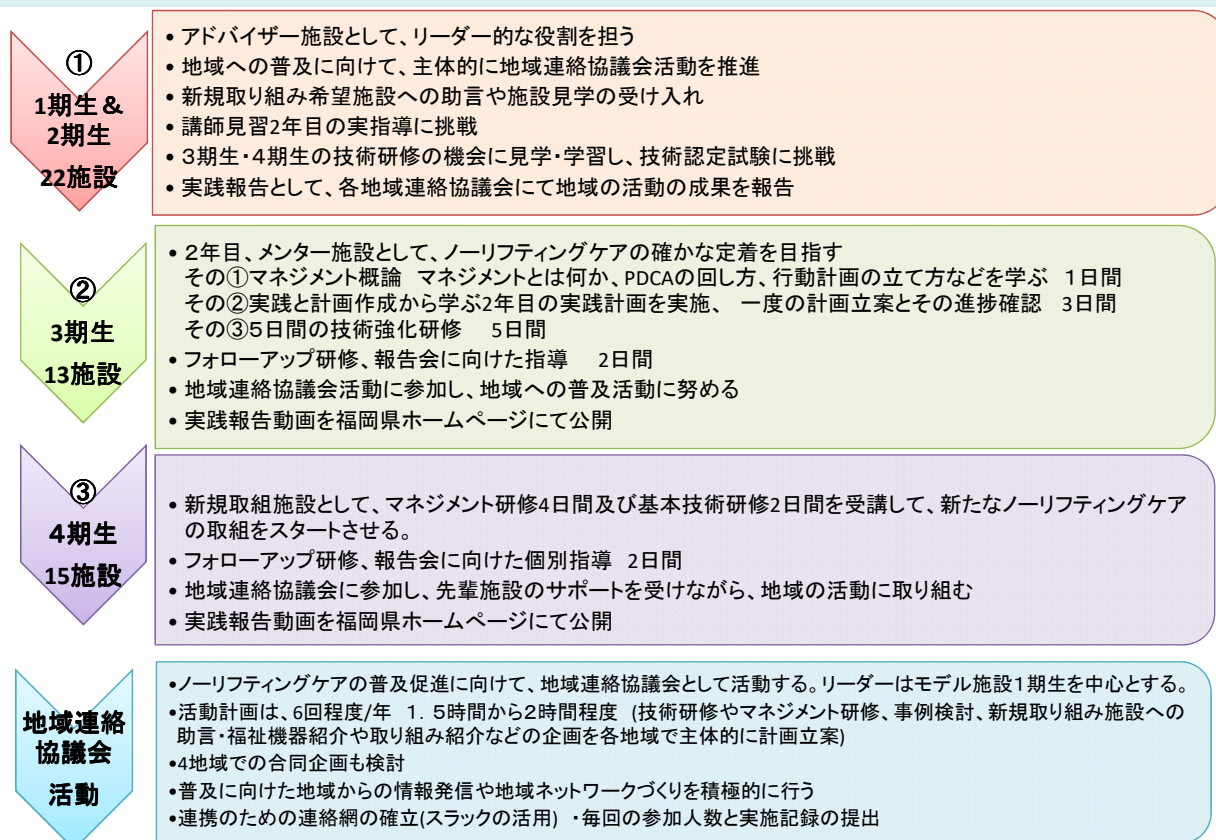 ①
1期生＆
2期生
22施設
• アドバイザー施設として、リーダー的な役割を担う
• 地域への普及に向けて、主体的に地域連絡協議会活動を推進
• 新規取り組み希望施設への助言や施設見学の受け入れ
• 講師見習2年目の実指導に挑戦
• ３期生・４期生の技術研修の機会に見学・学習し、技術認定試験に挑戦
• 実践報告として、各地域連絡協議会にて地域の活動の成果を報告
②
3期生
13施設
• ２年目、メンター施設として、ノーリフティングケアの確かな定着を目指す
その①マネジメント概論　マネジメントとは何か、PDCAの回し方、行動計画の立て方などを学ぶ　１日間
その②実践と計画作成から学ぶ2年目の実践計画を実施、　一度の計画立案とその進捗確認　3日間
その③５日間の技術強化研修　　5日間
• フォローアップ研修、報告会に向けた指導　　2日間
• 地域連絡協議会活動に参加し、地域への普及活動に努める
• 実践報告動画を福岡県ホームページにて公開
③
４期生
15施設
• 新規取組施設として、マネジメント研修4日間及び基本技術研修2日間を受講して、新たなノーリフティングケア
の取組をスタートさせる。
• フォローアップ研修、報告会に向けた個別指導　2日間
• 地域連絡協議会に参加し、先輩施設のサポートを受けながら、地域の活動に取り組む
• 実践報告動画を福岡県ホームページにて公開
地域連絡
協議会
活動
•ノーリフティングケアの普及促進に向けて、地域連絡協議会として活動する。リーダーはモデル施設１期生を中心とする。
•活動計画は、6回程度/年　１．５時間から２時間程度　(技術研修やマネジメント研修、事例検討、新規取り組み施設への
助言・福祉機器紹介や取り組み紹介などの企画を各地域で主体的に計画立案)
•4地域での合同企画も検討
•普及に向けた地域からの情報発信や地域ネットワークづくりを積極的に行う
•連携のための連絡網の確立(スラックの活用)　・毎回の参加人数と実施記録の提出